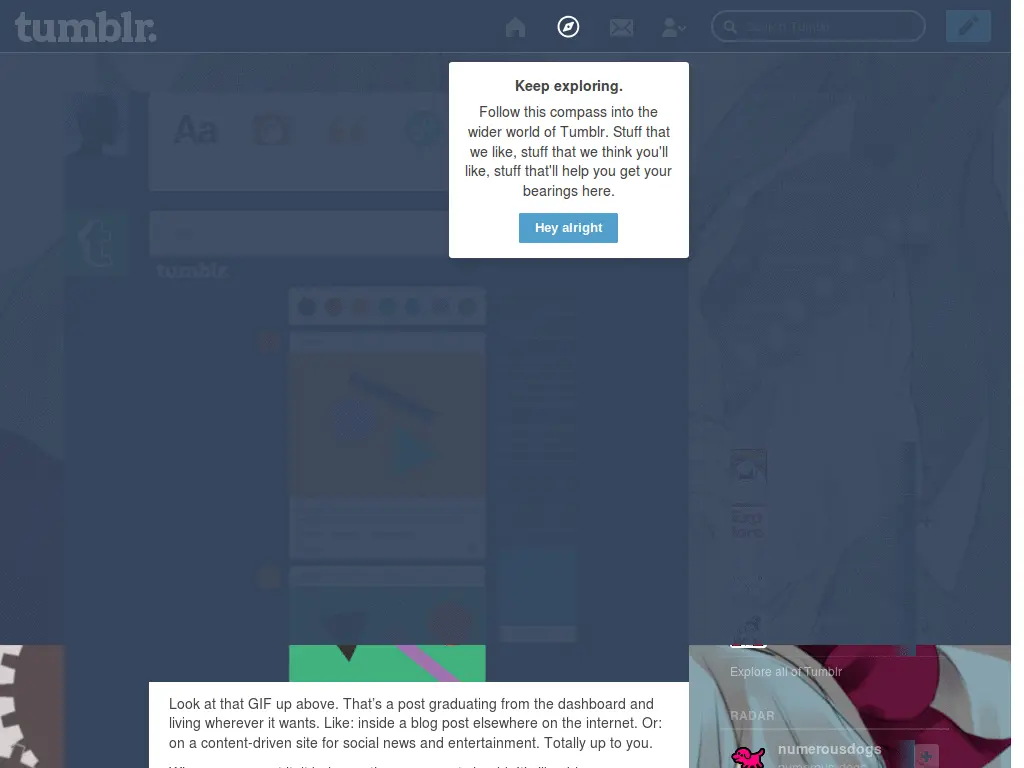 tumblr.
Search Tumblr
Keep exploring.
Follow this compass into the
wider world of Tumblr. Stuff that
we like, stuff that we think you'll
like, stuff that'll help you get your
bearings here.
Hey alright
Aa
tumblr.
Explore all of Tumblr
RADAR
Look at that GIF up above. That's a post graduating from the dashboard and
living wherever it wants. Like: inside a blog post elsewhere on the internet. Or:
on a content-driven site for social news and entertainment. Totally up to you.
numerousdogs